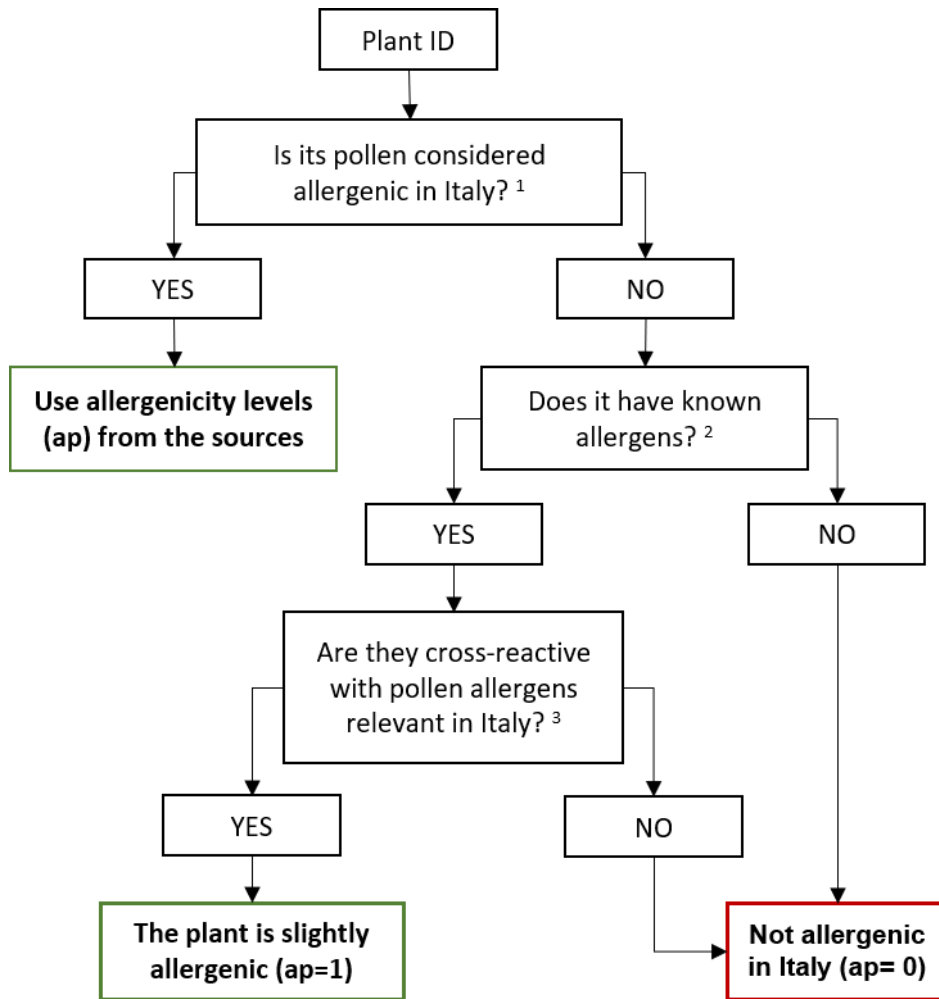 Plant ID
Is its pollen considered
allergenic in Italy? 1
YES
NO
Use allergenicity levels
(ap) from the sources
Does it have known
allergens? 2
YES
NO
Are they cross-reactive
with pollen allergens
relevant in Italy? 3
YES
NO
The plant is slightly
allergenic (ap=1)
Not allergenic
in Italy (ap= 0)